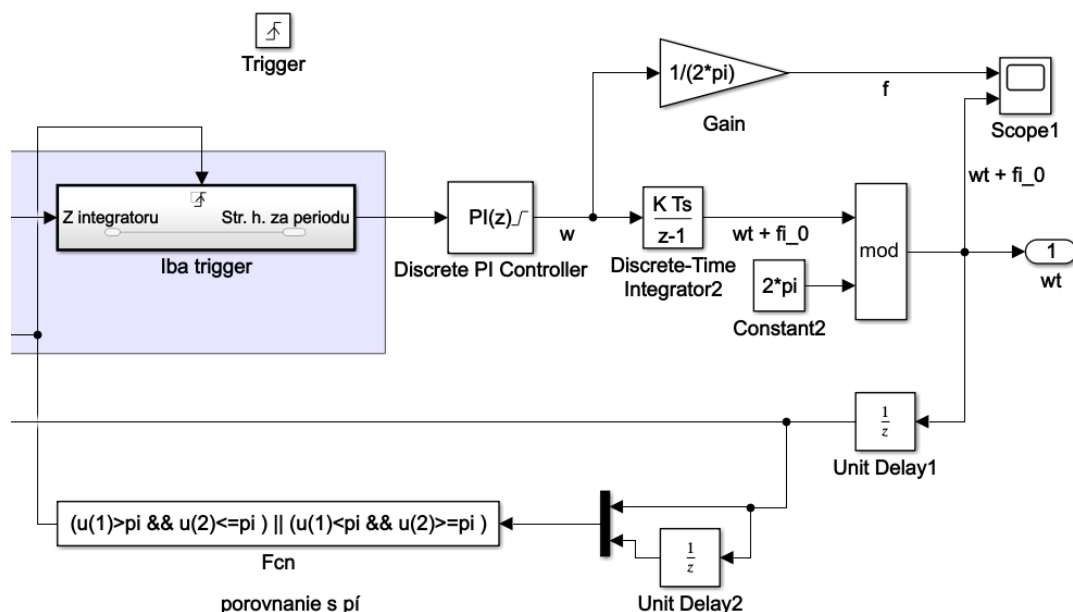 Trigger
1/(2*pi)
Gain
f
Scope1
wt + fi_0
Z integratoru
Str. h. za periodu
Iba trigger
PI(z)
Discrete PI Controller
w
K Ts
z-1
Discrete-Time
Integrator2
wt + fi_0
2*pi
Constant2
mod
1
wt
1
z
Unit Delay1
(u(1)>pi && u(2)<=pi ) || (u(1)<pi && u(2)>=pi )
Fcn
1
z
Unit Delay2
porovnanie s pí